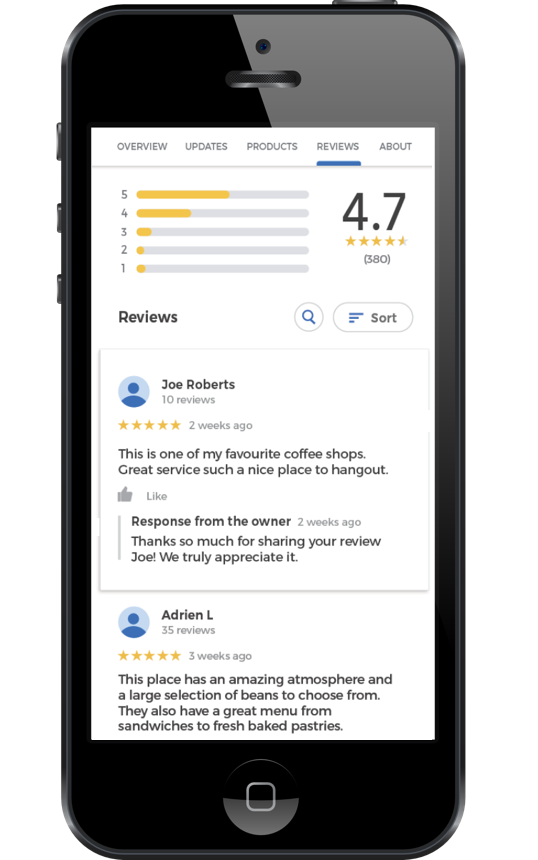 OVERVIEW UPDATES PRODUCTS REVIEWS ABOUT
5
4
3
2
1
4.7
(380)
Reviews
Sort
Joe Roberts
10 reviews
2 weeks ago
This is one of my favourite coffee shops.
Great service such a nice place to hangout.
Like
Response from the owner 2 weeks ago
Thanks so much for sharing your review
Joe! We truly appreciate it.
Adrien L
35 reviews
3 weeks ago
This place has an amazing atmosphere and
a large selection of beans to choose from.
They also have a great menu from
sandwiches to fresh baked pastries.